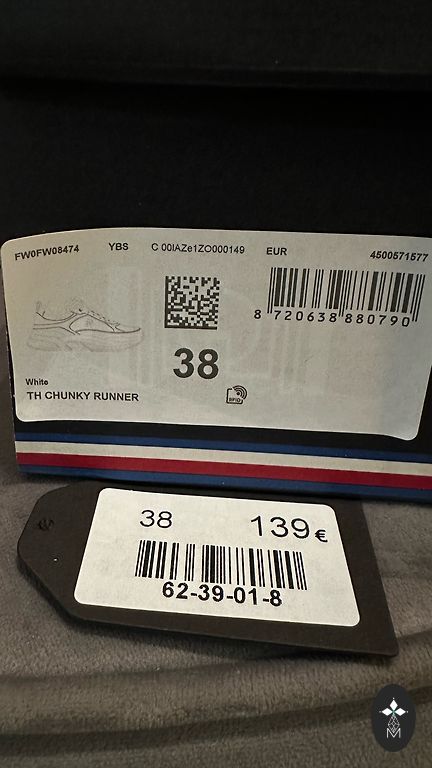 FW0FW08474 YBS C 00IAZe1ZO000149 EUR 4500571577
8 720638 880790
38
White
TH CHUNKY RUNNER
RFID
38 139€
62-39-01-8
M